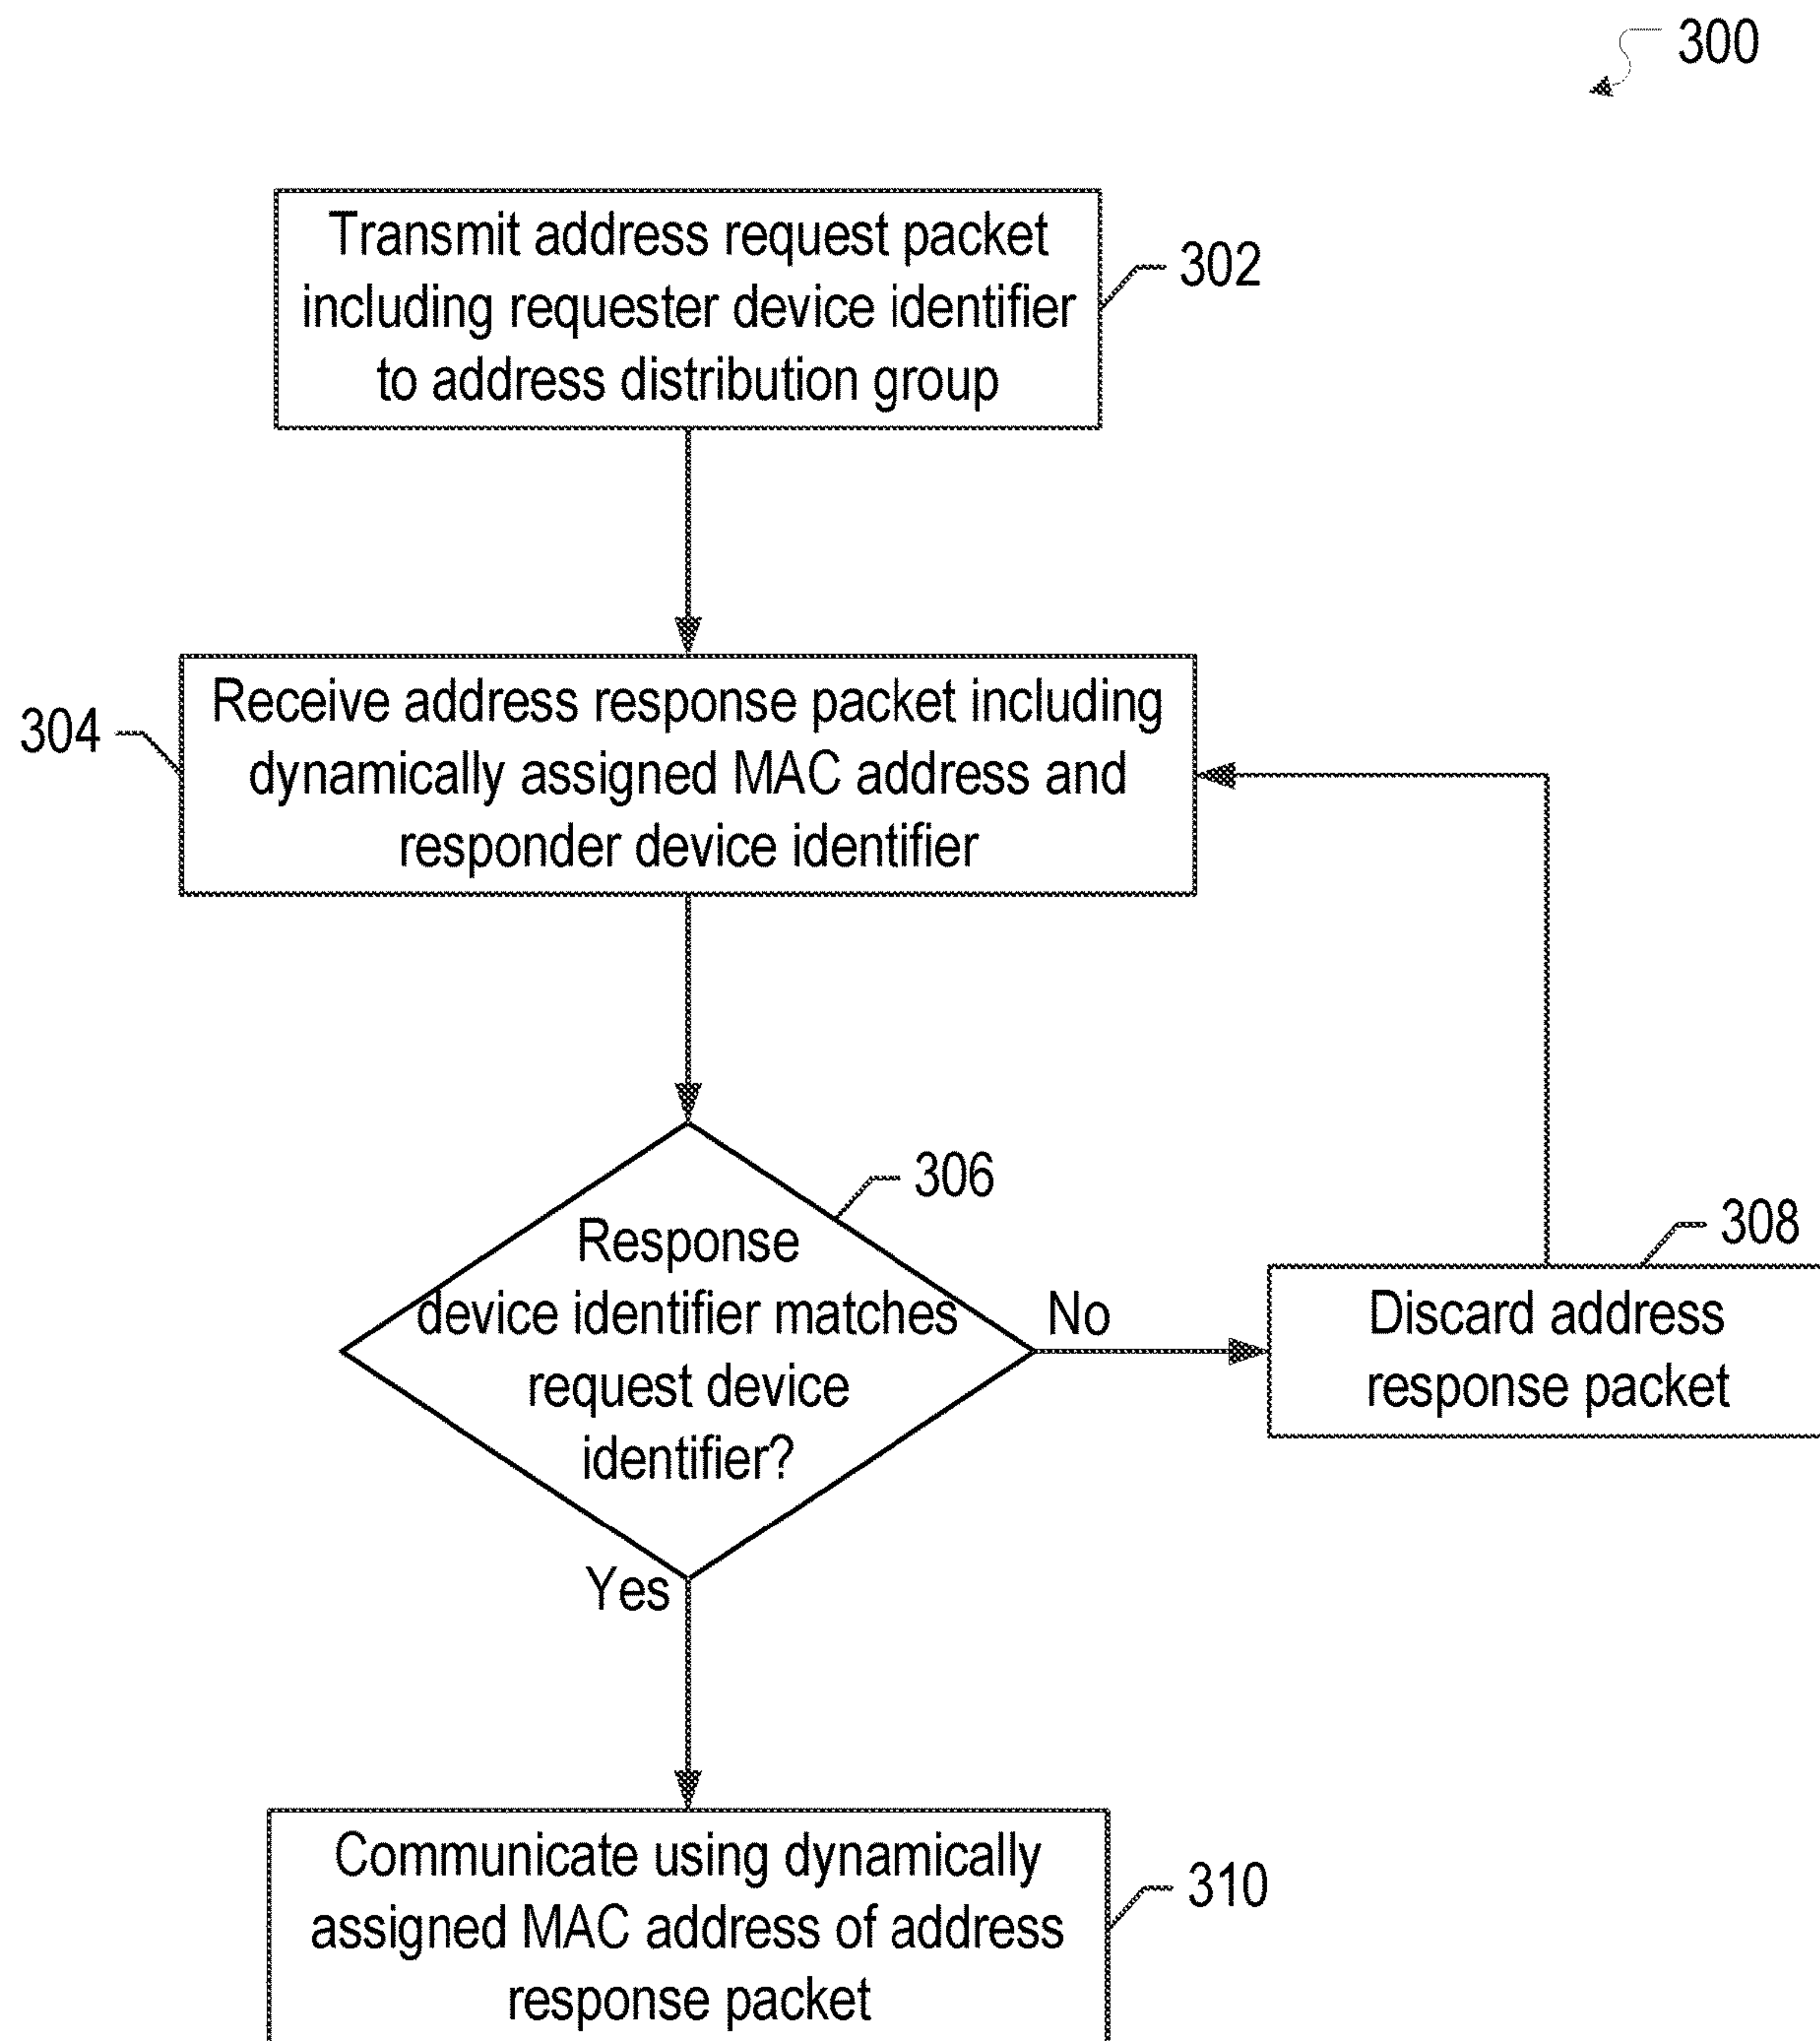 300
Transmit address request packet
including requester device identifier
to address distribution group
302
304
Receive address response packet including
dynamically assigned MAC address and
responder device identifier
306
Response
device identifier matches
request device
identifier?
No
308
Discard address
response packet
Yes
Communicate using dynamically
assigned MAC address of address
response packet
310